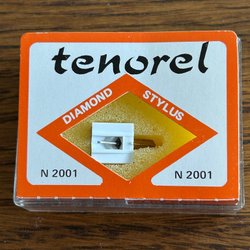 tenorel
DIAMOND STYLUS
N 2001 N 2001